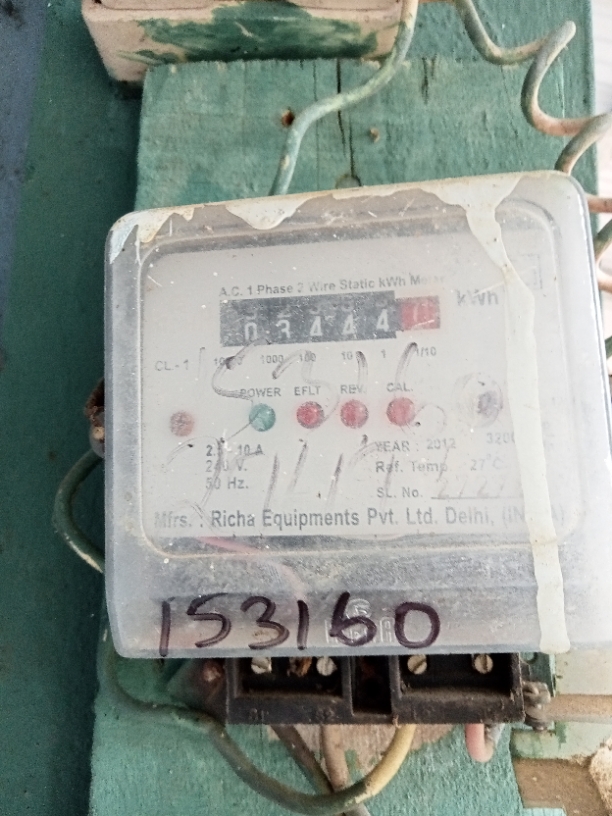 A.C. 1 Phase 2 Wire Static kWh Meter
kWh
03444
CL - 1 1000 100 10 1 1/10
POWER EFLT REV. CAL.
10 A
240 V.
50 Hz.
YEAR : 2012
Ref. Temp. 27°C
SL. No.
Mfrs. : Richa Equipments Pvt. Ltd. Delhi,
153160